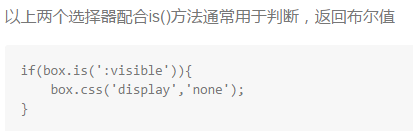 以上两个选择器配合is()方法通常用于判断，返回布尔值
if(box.is(':visible')){
    box.css('display','none');
}